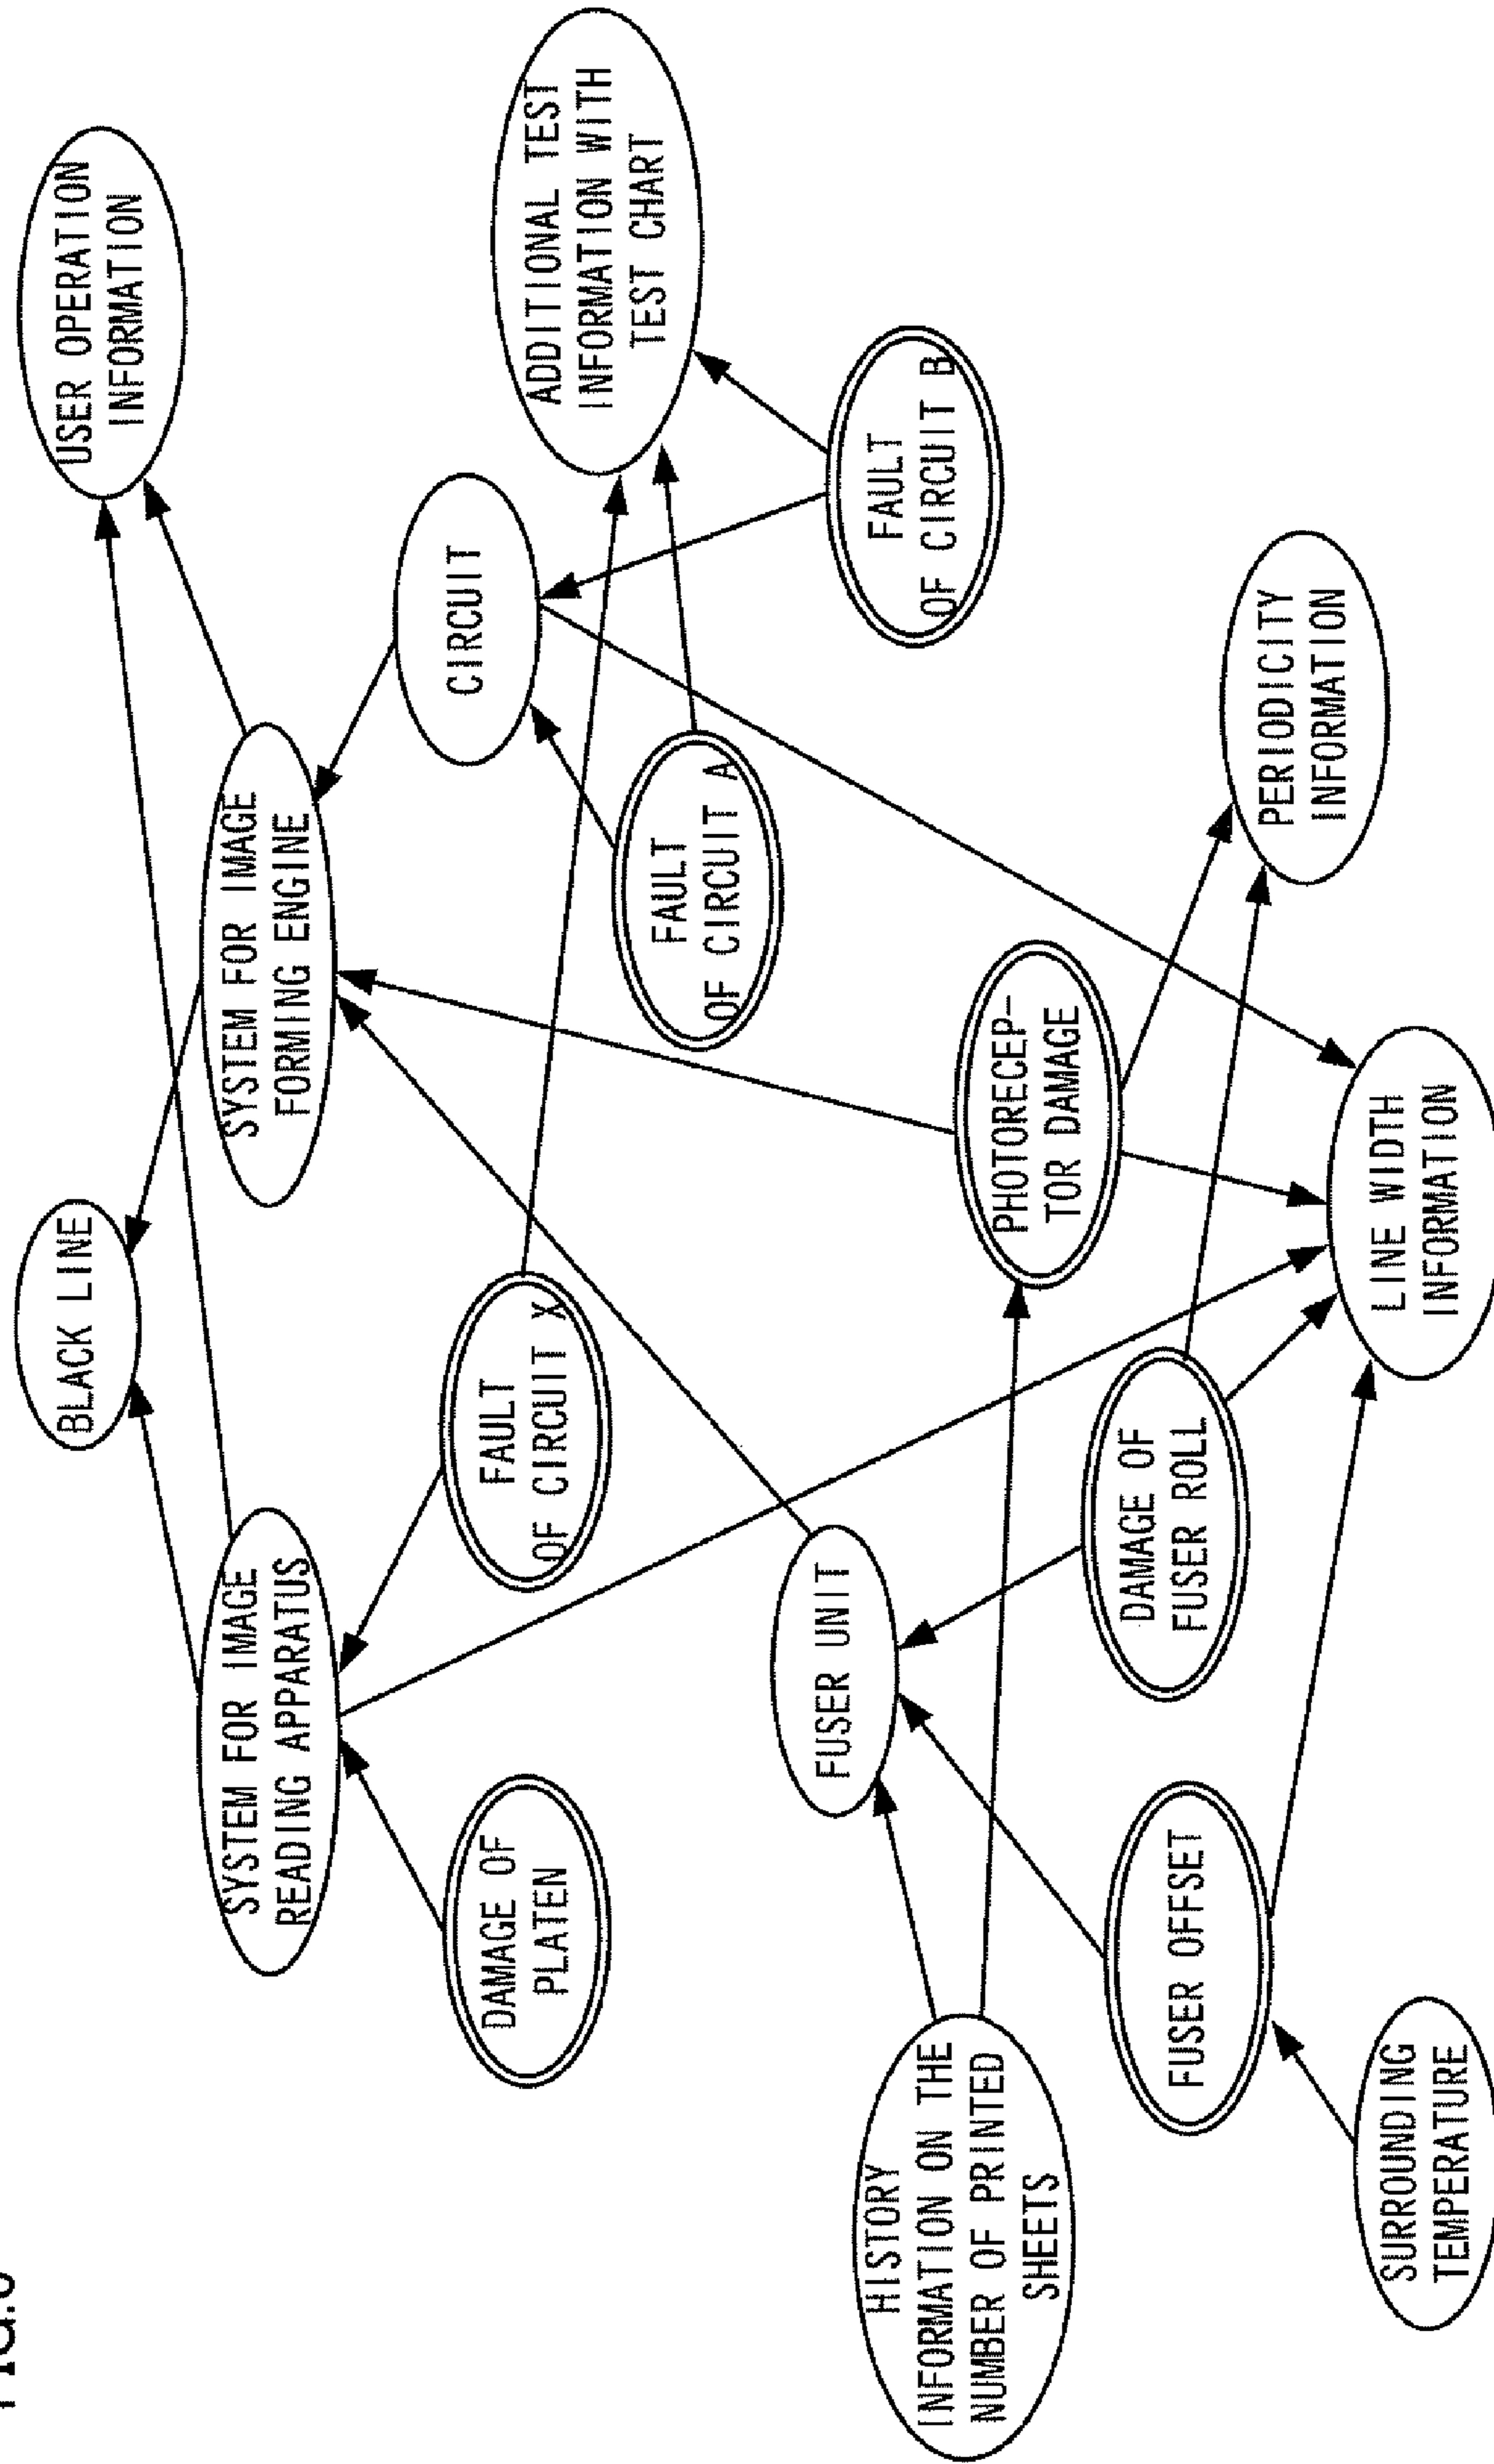 BLACK LINE
USER OPERATION
INFORMATION
SYSTEM FOR IMAGE
READING APPARATUS
SYSTEM FOR IMAGE
FORMING ENGINE
DAMAGE OF
PLATEN
FAULT
OF CIRCUIT X
CIRCUIT
ADDITIONAL TEST
INFORMATION WITH
TEST CHART
FAULT
OF CIRCUIT A
FUSER UNIT
FAULT
OF CIRCUIT B
HISTORY
INFORMATION ON THE
NUMBER OF PRINTED
SHEETS
PHOTORECEP-
TOR DAMAGE
FUSER OFFSET
DAMAGE OF
FUSER ROLL
PERIODICITY
INFORMATION
SURROUNDING
TEMPERATURE
LINE WIDTH
INFORMATION